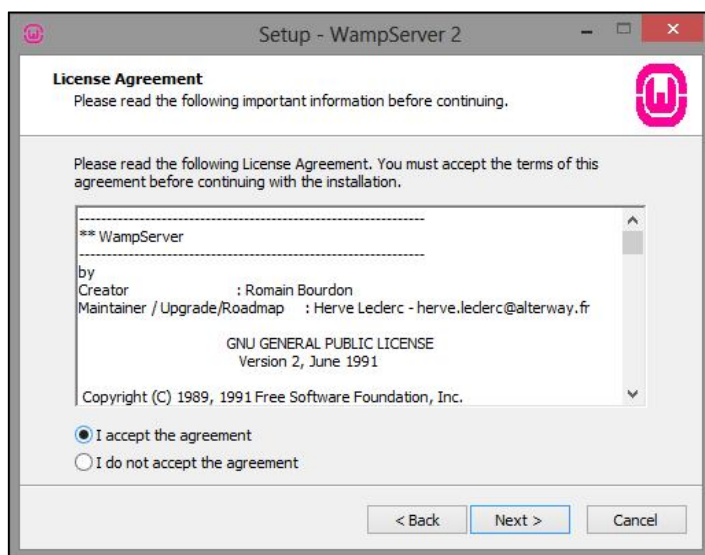 Setup - WampServer 2
License Agreement
Please read the following important information before continuing.
Please read the following License Agreement. You must accept the terms of this
agreement before continuing with the installation.
----------------------------------------------------------------
** WampServer
----------------------------------------------------------------
by
Creator : Romain Bourdon
Maintainer / Upgrade/Roadmap : Herve Leclerc - herve.leclerc@alterway.fr
GNU GENERAL PUBLIC LICENSE
Version 2, June 1991
Copyright (C) 1989, 1991 Free Software Foundation, Inc.
I accept the agreement
I do not accept the agreement
< Back Next > Cancel